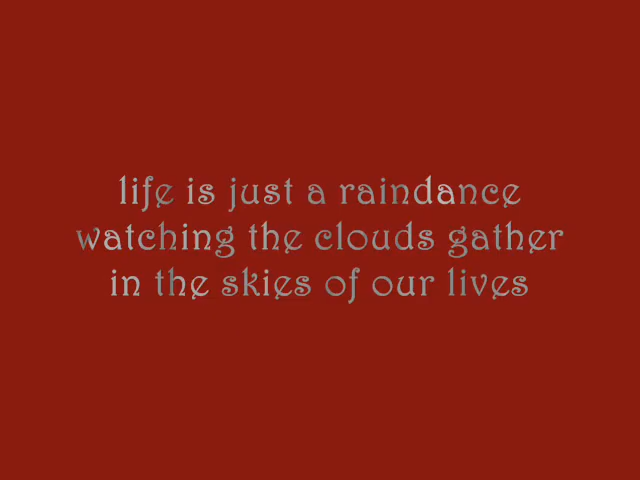 life is just a raindance
watching the clouds gather
in the skies of our lives